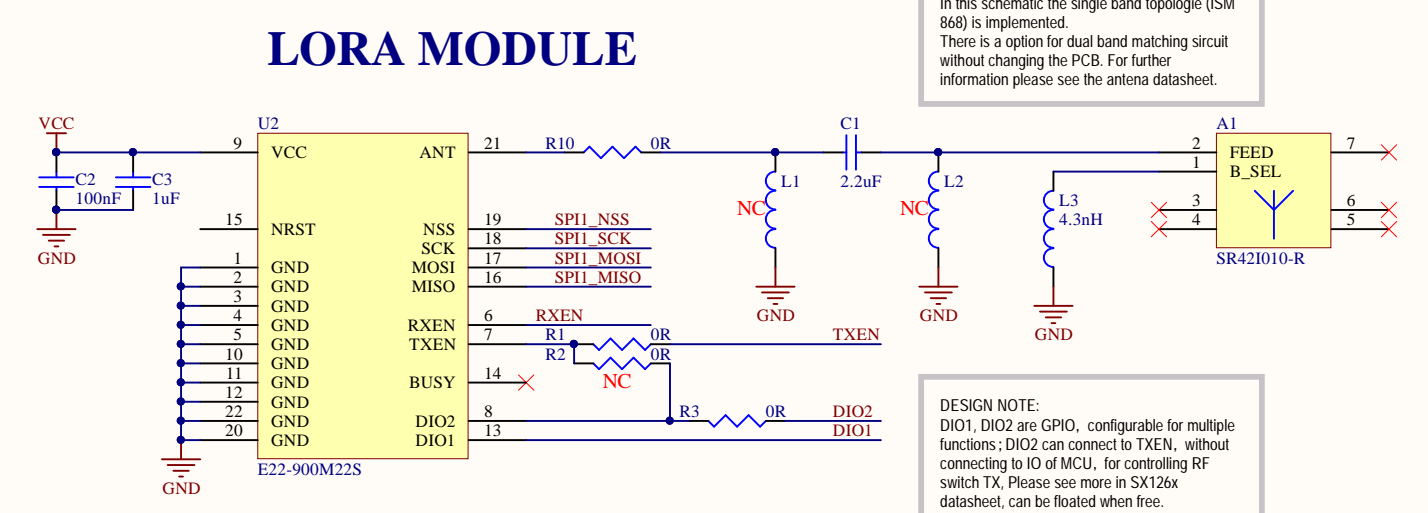 In this schematic the single band topologie (ISM
868) is implemented.
There is a option for dual band matching sircuit
without changing the PCB. For further
information please see the antena datasheet.
LORA MODULE
VCC
C2
100nF
C3
1uF
GND
U2
9 VCC
15 NRST
1 GND
2 GND
3 GND
4 GND
5 GND
10 GND
11 GND
12 GND
22 GND
20 GND
GND
ANT 21
NSS 19 SPI1_NSS
SCK 18 SPI1_SCK
MOSI 17 SPI1_MOSI
MISO 16 SPI1_MISO
RXEN 6 RXEN
TXEN 7
BUSY 14
DIO2 8
DIO1 13
E22-900M22S
R10 0R
R1 0R TXEN
R2 0R
NC
R3 0R DIO2
DIO1
L1
NC
GND
C1
2.2uF
L2
NC
GND
L3
4.3nH
GND
A1
2 FEED 7
1 B_SEL
3 6
4 5
SR42I010-R
DESIGN NOTE:
DIO1, DIO2 are GPIO, configurable for multiple
functions; DIO2 can connect to TXEN, without
connecting to IO of MCU, for controlling RF
switch TX, Please see more in SX126x
datasheet, can be floated when free.